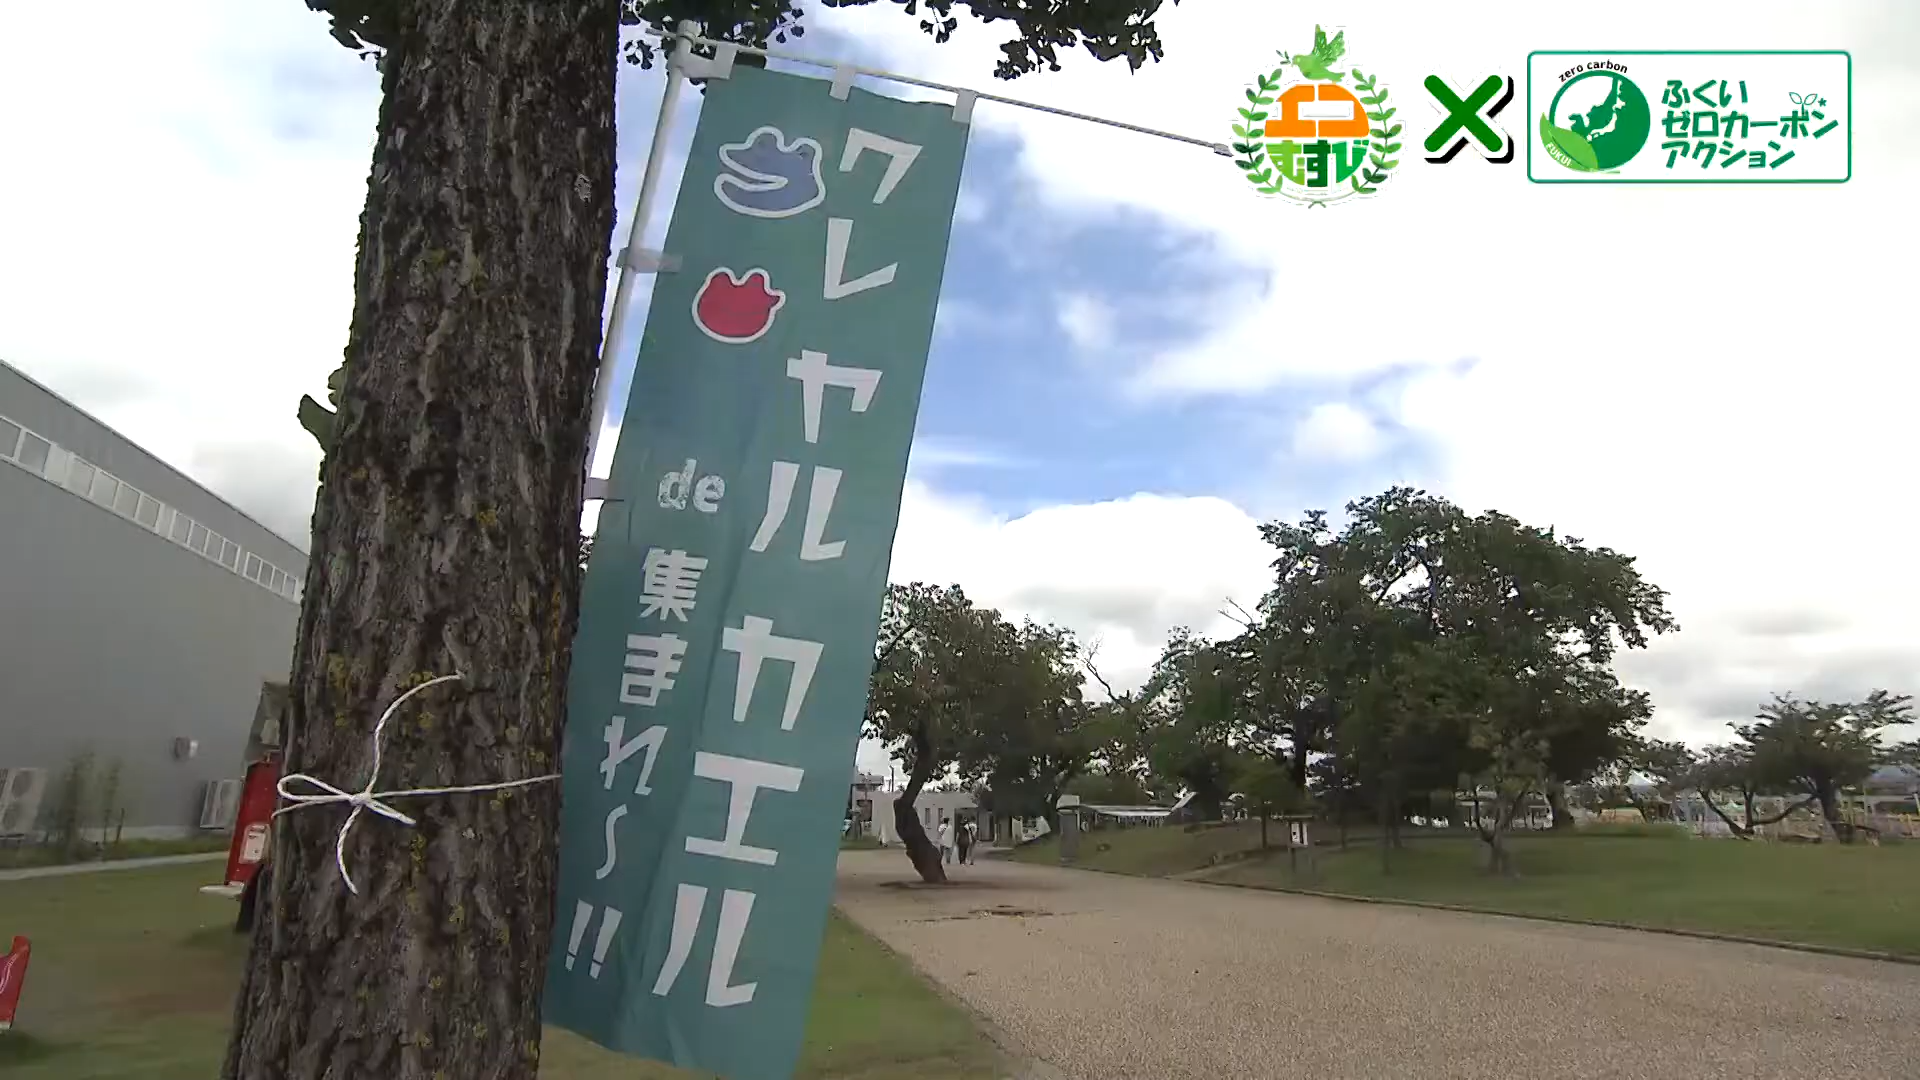 クレ ヤル カエル
de 集まれ〜!!
エコ
むすび
×
zero carbon
FUKUI
ふくい
ゼロカーボン
アクション